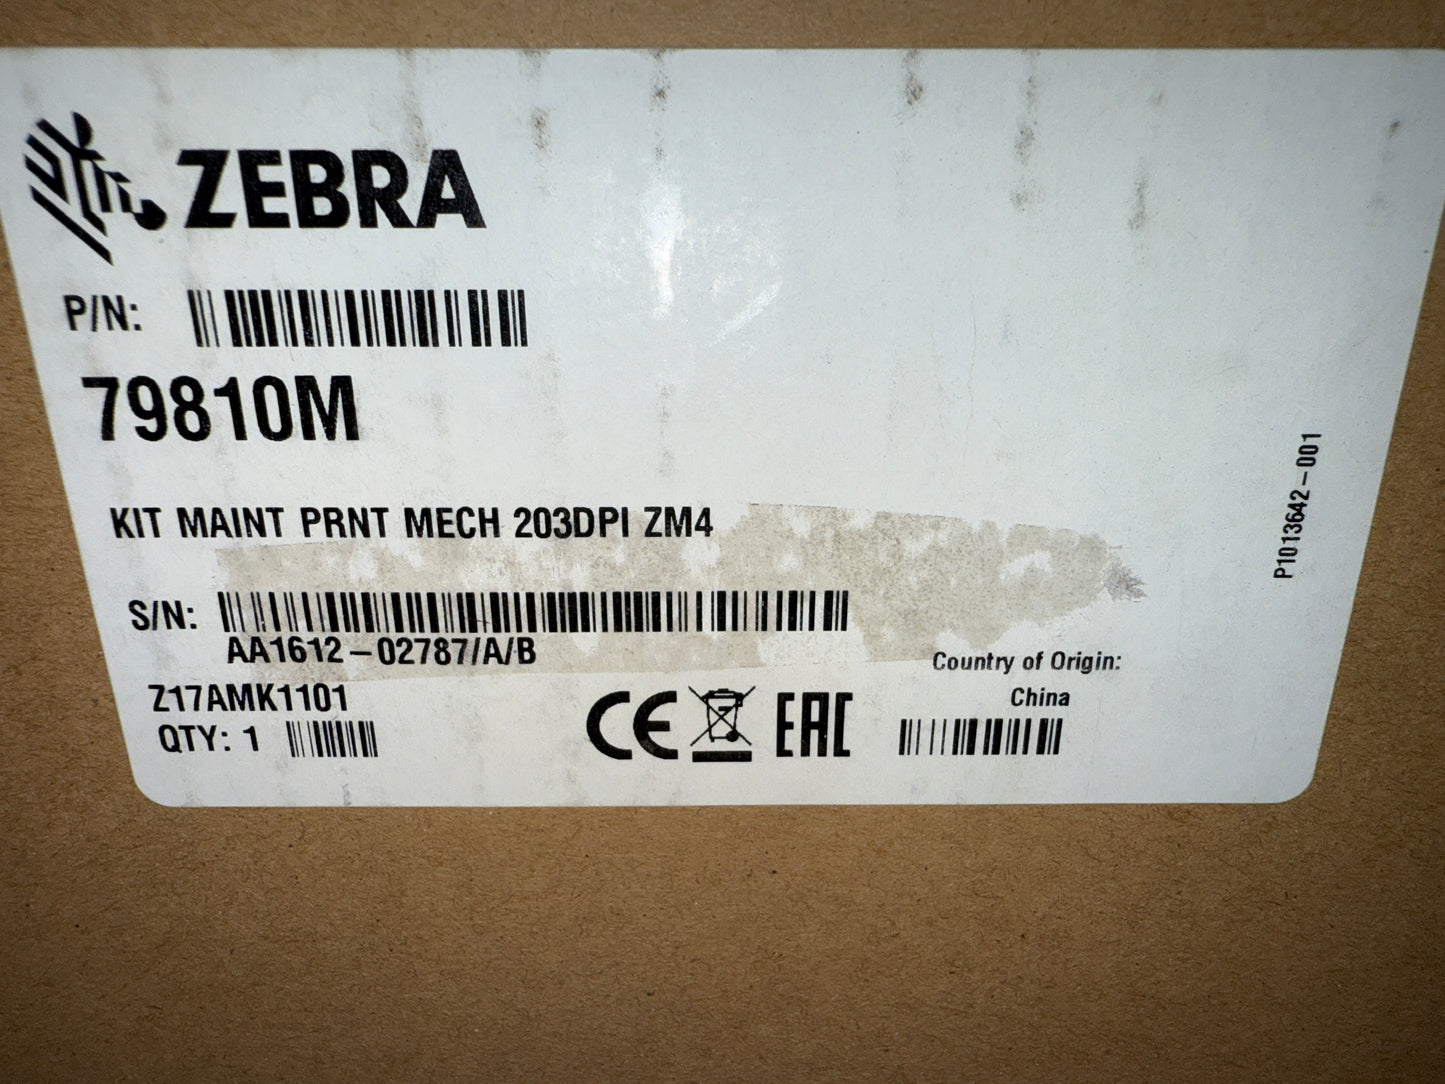 ZEBRA
P/N:
79810M
KIT MAINT PRNT MECH 203DPI ZM4
S/N:
AA1612-02787/A/B
Z17AMK1101
QTY: 1
CE
EAC
Country of Origin:
China
P1013642-001